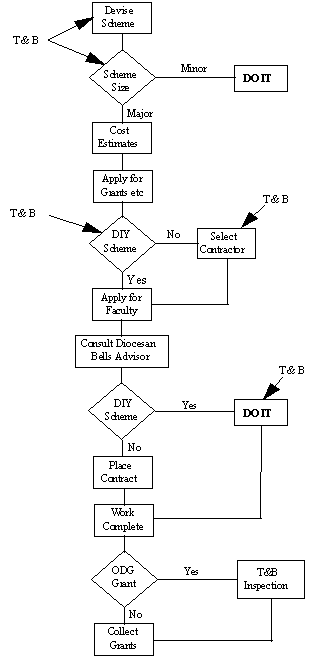 Devise
Scheme
T & B
Scheme
Size
Minor
DO IT
Major
Cost
Estimates
Apply for
Grants etc
T & B
T & B
DIY
Scheme
No
Select
Contractor
Yes
Apply for
Faculty
Consult Diocesan
Bells Advisor
T & B
DIY
Scheme
Yes
DO IT
No
Place
Contract
Work
Complete
ODG
Grant
Yes
T&B
Inspection
No
Collect
Grants